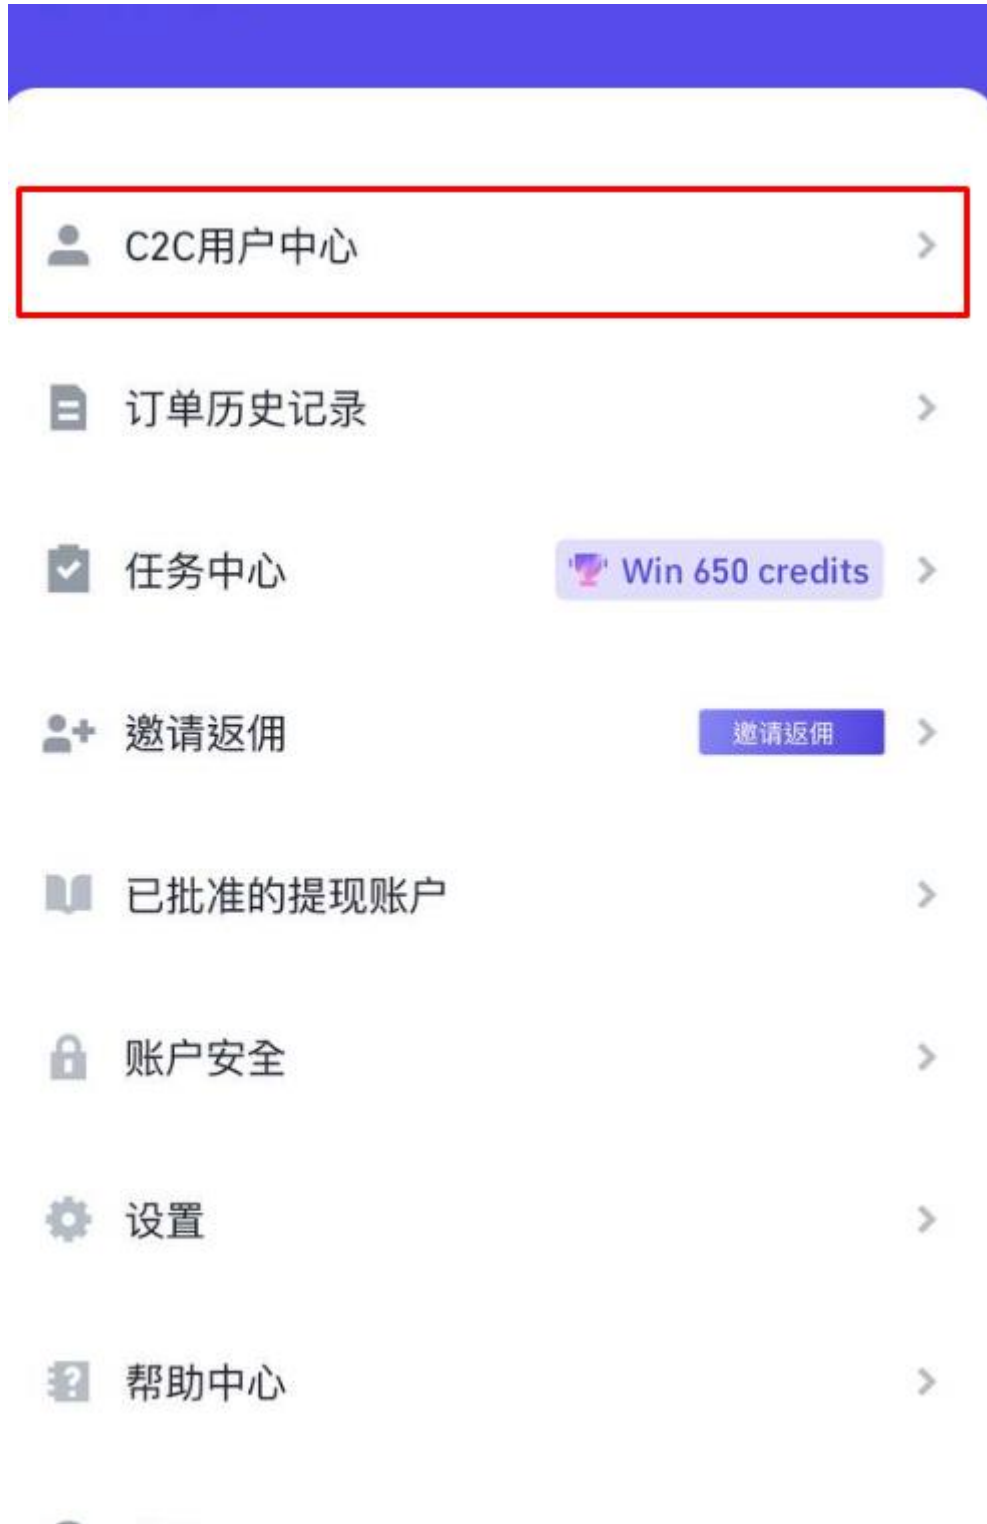 C2C用户中心
订单历史记录
任务中心
Win 650 credits
邀请返佣
邀请返佣
已批准的提现账户
账户安全
设置
帮助中心